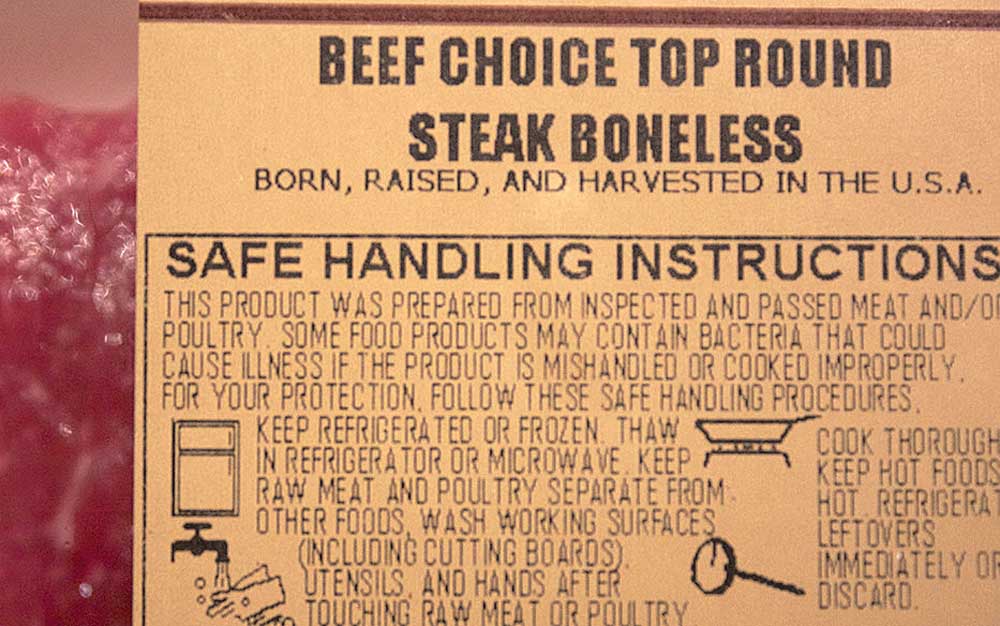 BEEF CHOICE TOP ROUND
STEAK BONELESS
BORN, RAISED, AND HARVESTED IN THE U.S.A.
SAFE HANDLING INSTRUCTIONS
THIS PRODUCT WAS PREPARED FROM INSPECTED AND PASSED MEAT AND/O
POULTRY. SOME FOOD PRODUCTS MAY CONTAIN BACTERIA THAT COULD
CAUSE ILLNESS IF THE PRODUCT IS MISHANDLED OR COOKED IMPROPERLY.
FOR YOUR PROTECTION, FOLLOW THESE SAFE HANDLING PROCEDURES.
KEEP REFRIGERATED OR FROZEN. THAW
IN REFRIGERATOR OR MICROWAVE. KEEP
RAW MEAT AND POULTRY SEPARATE FROM
OTHER FOODS, WASH WORKING SURFACES
(INCLUDING CUTTING BOARDS),
UTENSILS, AND HANDS AFTER
TOUCHING RAW MEAT OR POULTRY
COOK THOROUGH
KEEP HOT FOODS
HOT. REFRIGERAT
LEFTOVERS
IMMEDIATELY OR
DISCARD.